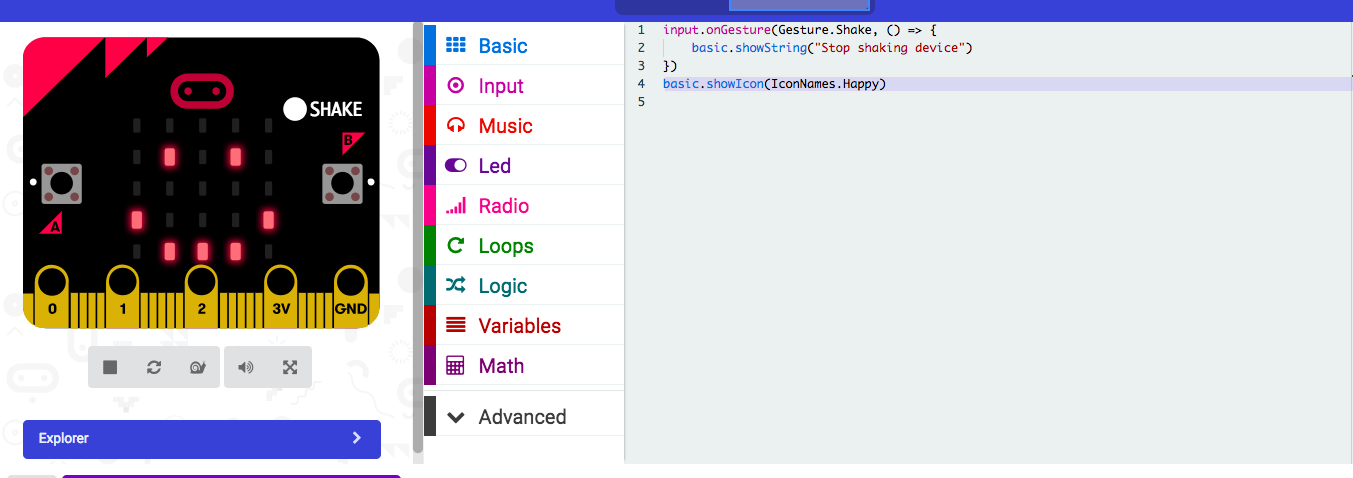 SHAKE
B
A
0 1 2 3V GND
Explorer
Basic
Input
Music
Led
Radio
Loops
Logic
Variables
Math
Advanced
1 input.onGesture(Gesture.Shake, () => {
2 basic.showString("Stop shaking device")
3 })
4 basic.showIcon(IconNames.Happy)
5